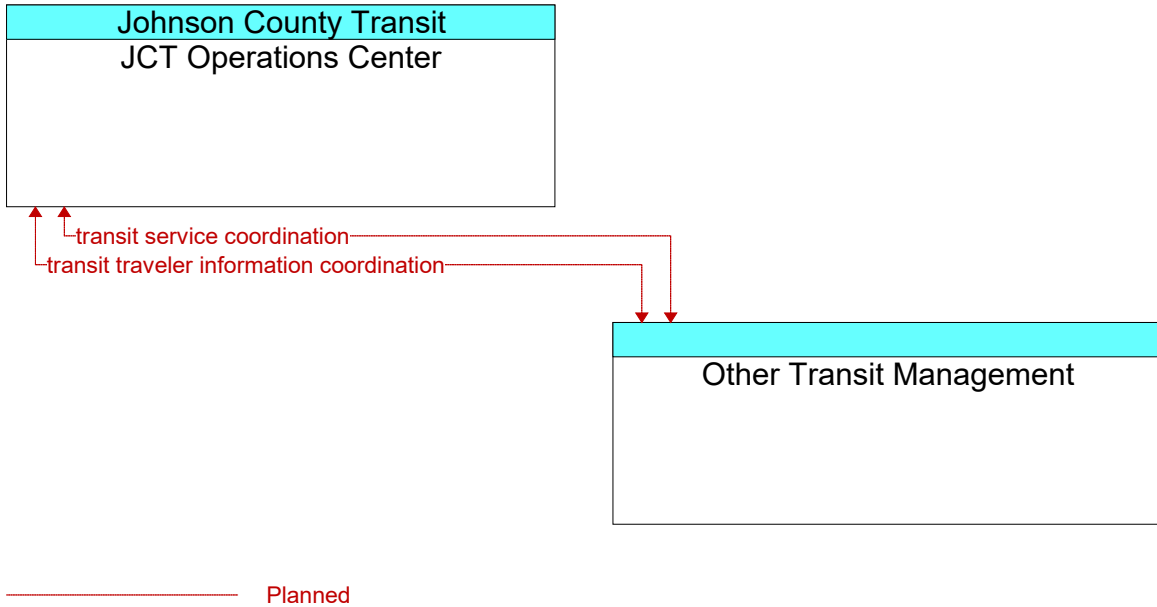 Johnson County Transit
JCT Operations Center
transit service coordination
transit traveler information coordination
Other Transit Management
Planned